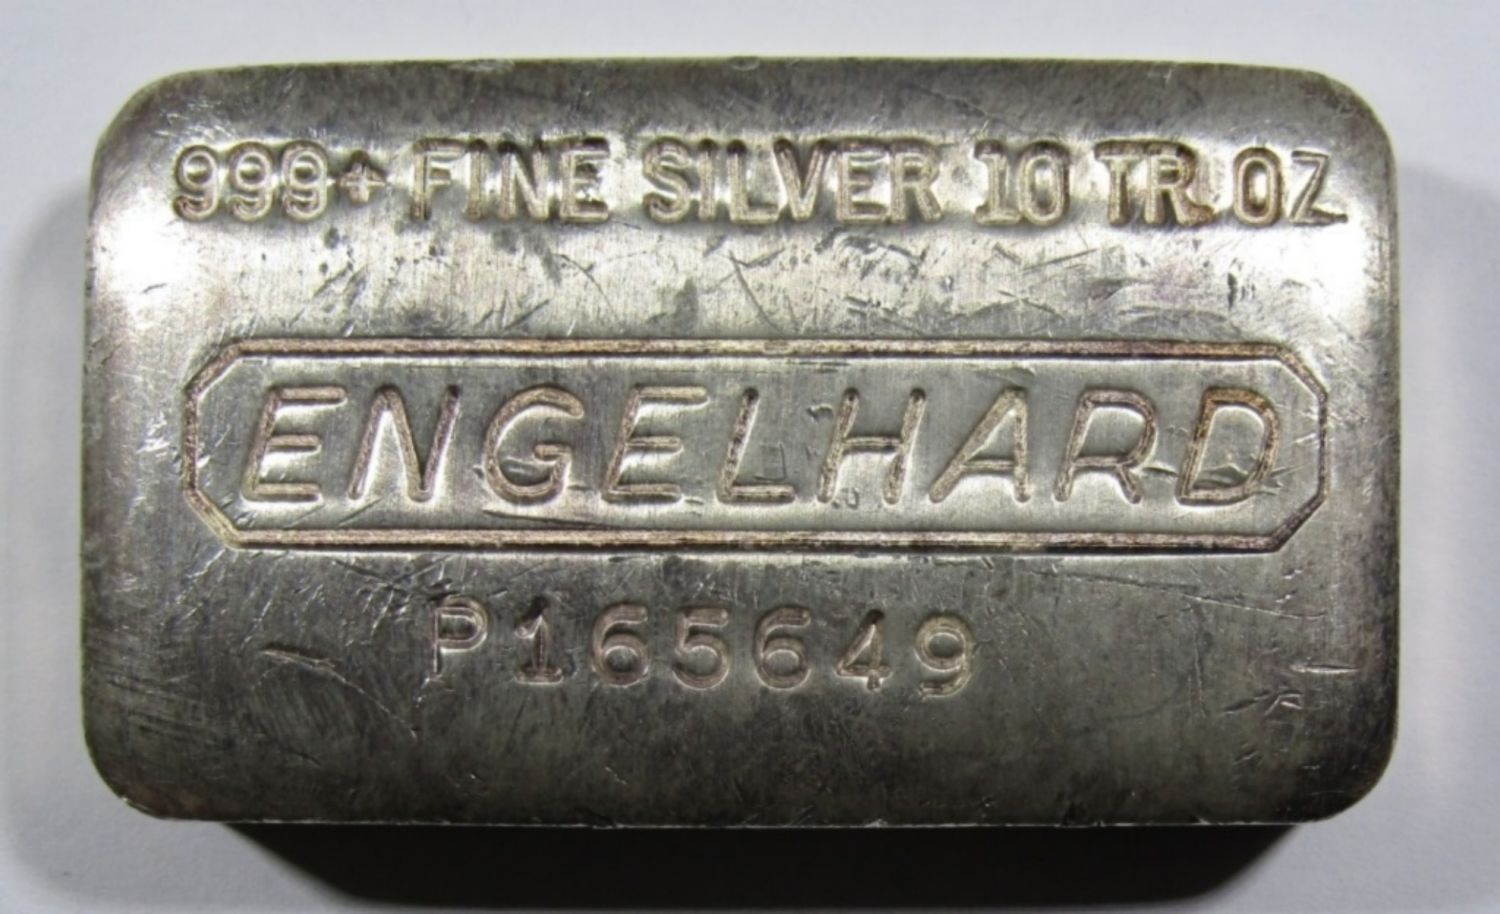 999+ FINE SILVER 10 TR. OZ
ENGELHARD
P165649